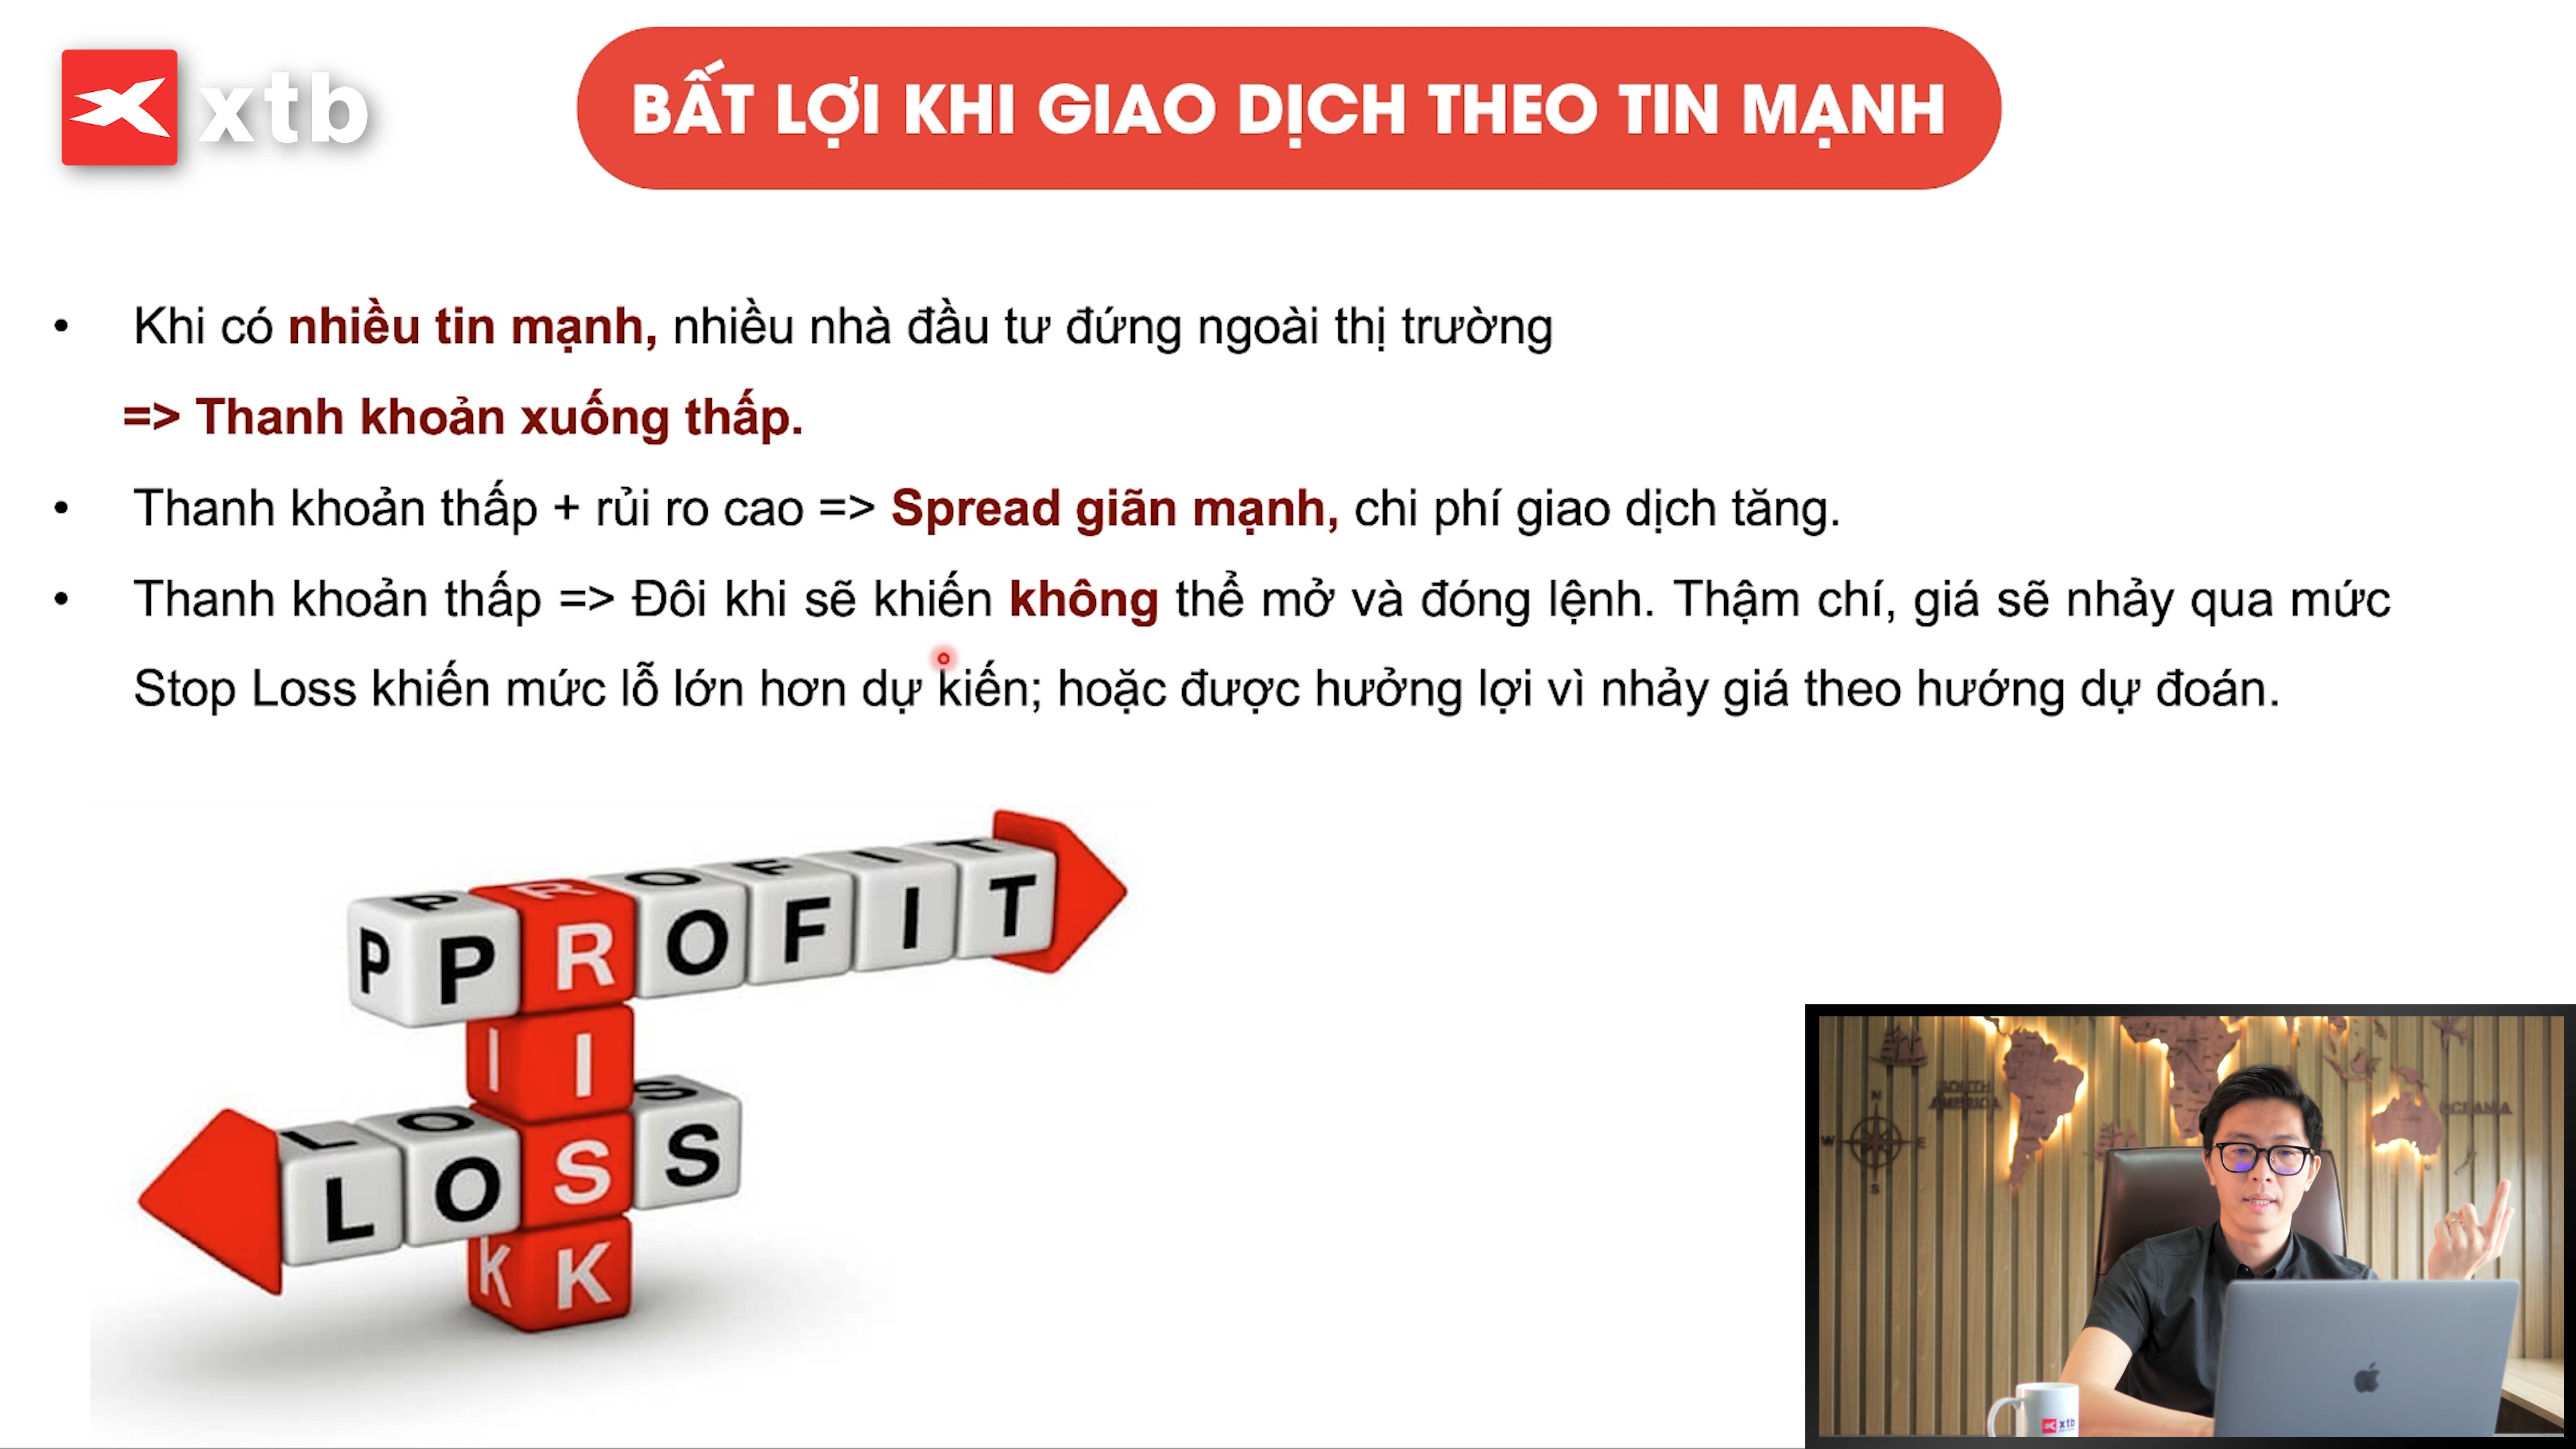 xtb
BẤT LỢI KHI GIAO DỊCH THEO TIN MẠNH
• Khi có nhiều tin mạnh, nhiều nhà đầu tư đứng ngoài thị trường
=> Thanh khoản xuống thấp.
• Thanh khoản thấp + rủi ro cao => Spread giãn mạnh, chi phí giao dịch tăng.
• Thanh khoản thấp => Đôi khi sẽ khiến không thể mở và đóng lệnh. Thậm chí, giá sẽ nhảy qua mức
Stop Loss khiến mức lỗ lớn hơn dự kiến; hoặc được hưởng lợi vì nhảy giá theo hướng dự đoán.
PROFIT
RISK
LOSS
SOUTH
AMERICA
OCEANIA
N
W E
S
xtb